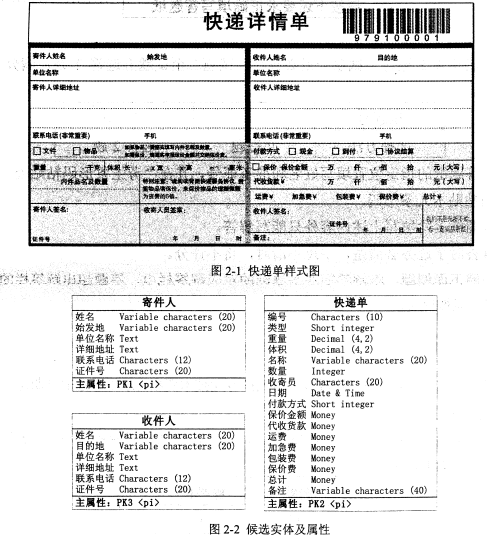 快递详情单
979100001
寄件人姓名 始发地 收件人姓名 目的地
单位名称 单位名称
寄件人详细地址 收件人详细地址
联系电话(非常重要) 手机 联系电话(非常重要) 手机
文件 物品 付款方式 现金 到付 协议结算
重量 千克 体积 长 宽 高 厘米 保价 保价金额 万 仟 佰 拾 元(大写)
内件品名及数量 代收货款¥ 万 仟 佰 拾 元(大写)
运费¥ 加急费¥ 包装费¥ 保价费¥ 总计¥
寄件人签名: 收寄人员签章: 收件人签名:
证件号
证件号 年 月 日 时 年 月 日 时
备注:
图 2-1 快递单样式图
寄件人
姓名 Variable characters (20)
始发地 Variable characters (20)
单位名称 Text
详细地址 Text
联系电话 Characters (12)
证件号 Characters (20)
主属性: PK1 <pi>
收件人
姓名 Variable characters (20)
目的地 Variable characters (20)
单位名称 Text
详细地址 Text
联系电话 Characters (12)
证件号 Characters (20)
主属性: PK3 <pi>
快递单
编号 Characters (10)
类型 Short integer
重量 Decimal (4,2)
体积 Decimal (4,2)
名称 Variable characters (20)
数量 Integer
收寄员 Characters (20)
日期 Date & Time
付款方式 Short integer
保价金额 Money
代收货款 Money
运费 Money
加急费 Money
包装费 Money
保价费 Money
总计 Money
备注 Variable characters (40)
主属性: PK2 <pi>
图 2-2 候选实体及属性